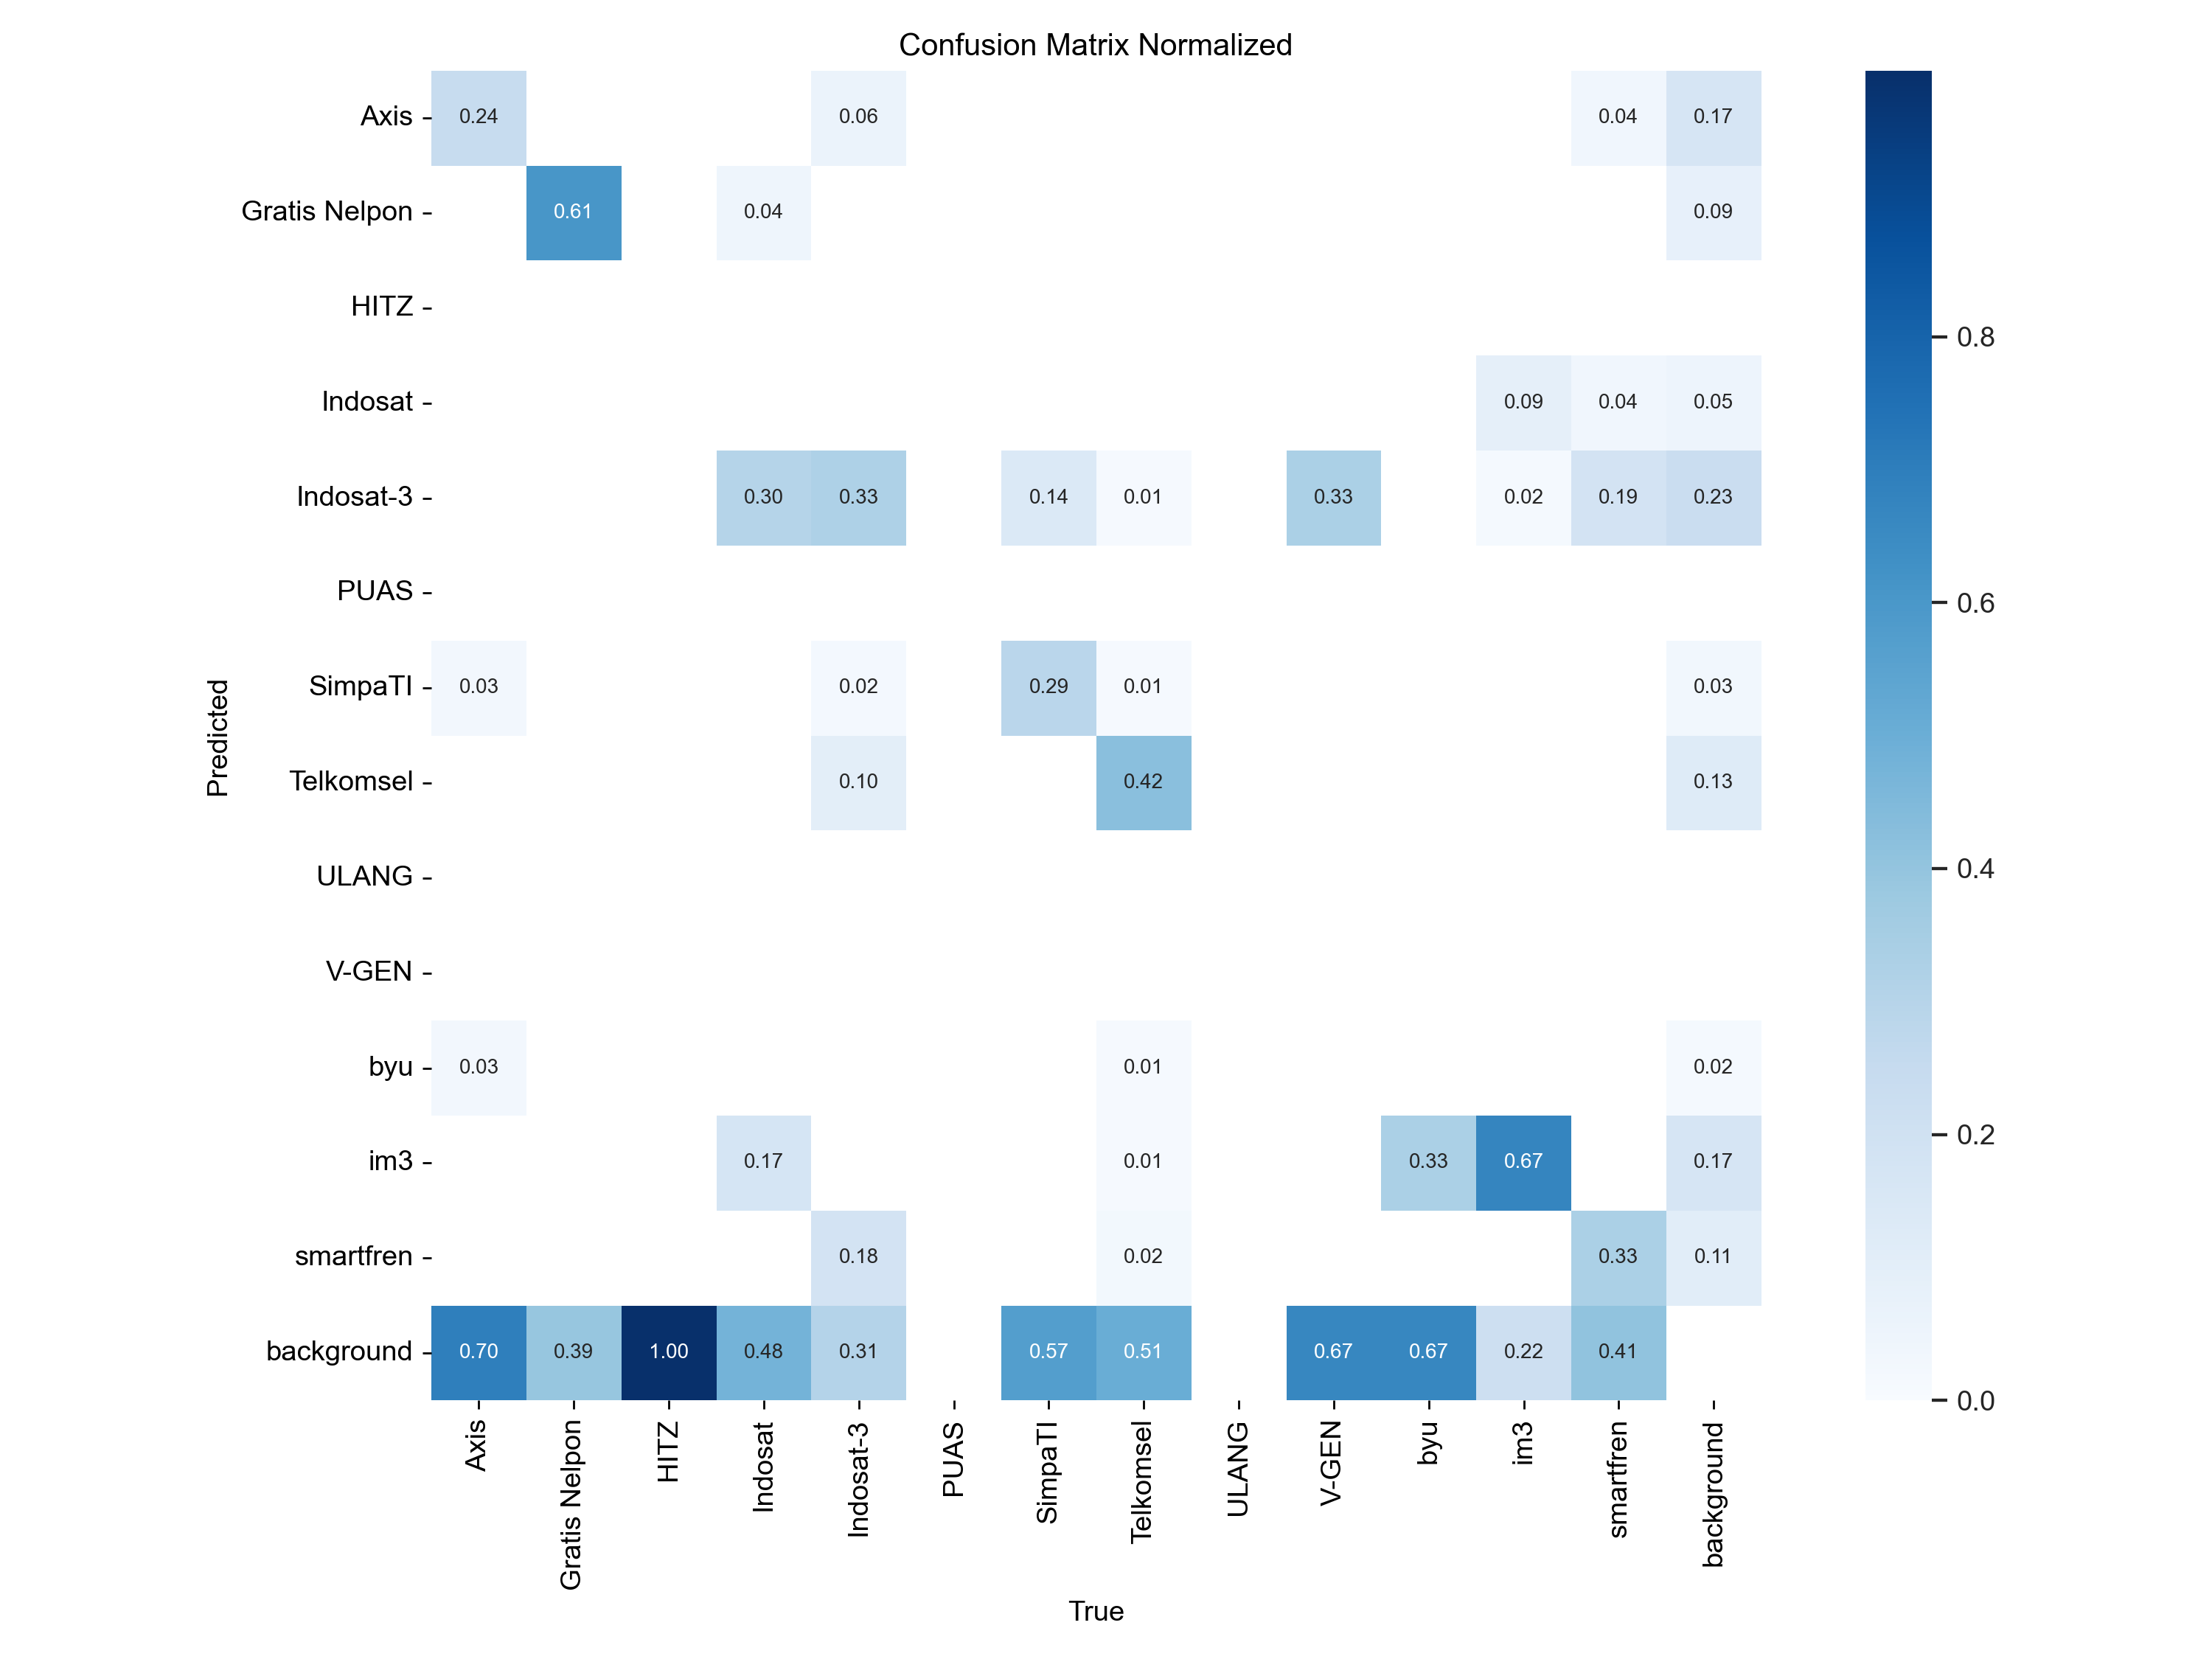 Confusion Matrix Normalized
Axis 0.24 0.06 0.04 0.17
Gratis Nelpon 0.61 0.04 0.09
HITZ
Indosat 0.09 0.04 0.05
Indosat-3 0.30 0.33 0.14 0.01 0.33 0.02 0.19 0.23
PUAS
SimpaTI 0.03 0.02 0.29 0.01 0.03
Telkomsel 0.10 0.42 0.13
ULANG
V-GEN
byu 0.03 0.01 0.02
im3 0.17 0.01 0.33 0.67 0.17
smartfren 0.18 0.02 0.33 0.11
background 0.70 0.39 1.00 0.48 0.31 0.57 0.51 0.67 0.67 0.22 0.41
Predicted
Axis
Gratis Nelpon
HITZ
Indosat
Indosat-3
PUAS
SimpaTI
Telkomsel
ULANG
V-GEN
byu
im3
smartfren
background
True
0.8
0.6
0.4
0.2
0.0